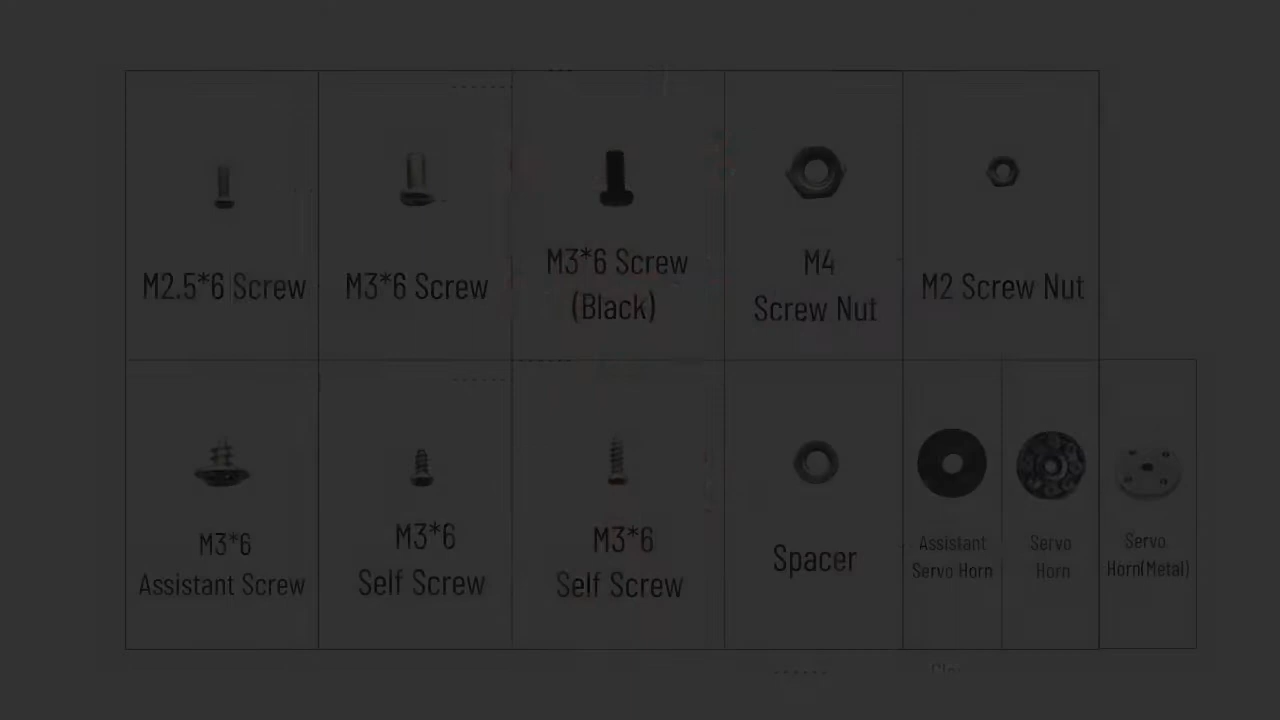 M2.5*6 Screw
M3*6 Screw
M3*6 Screw
(Black)
M4
Screw Nut
M2 Screw Nut
M3*6
Assistant Screw
M3*6
Self Screw
M3*6
Self Screw
Spacer
Assistant
Servo Horn
Servo
Horn
Servo
Horn(Metal)